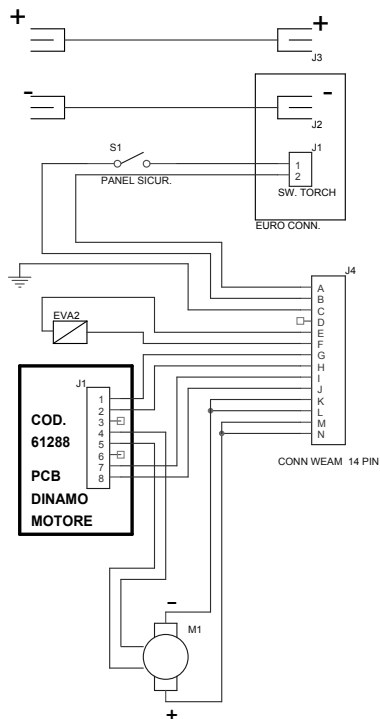 + +
J3
- -
J2
S1 J1
1
2
PANEL SICUR. SW. TORCH
EURO CONN.
J4
A
B
C
D
E
F
G
H
I
J
K
L
M
N
EVA2
CONN WEAM 14 PIN
J1
1
2
3
4
5
6
7
8
COD.
61288
PCB
DINAMO
MOTORE
-
M1
+